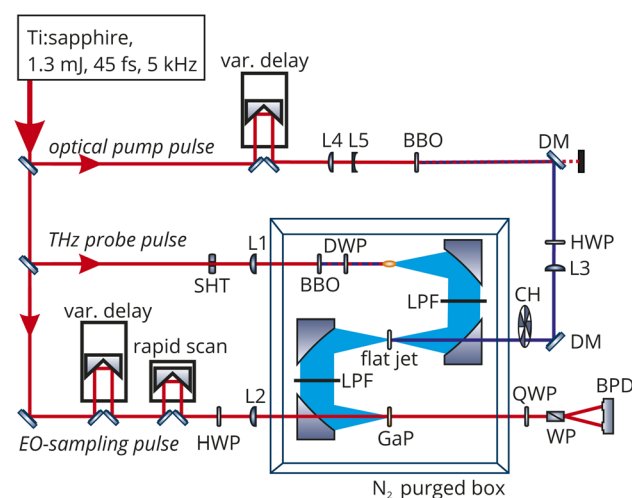 Ti:sapphire,
1.3 mJ, 45 fs, 5 kHz
var. delay
optical pump pulse
L4 L5 BBO DM
THz probe pulse
L1 DWP HWP
SHT BBO LPF CH L3
var. delay
rapid scan
flat jet DM
LPF
L2 QWP BPD
EO-sampling pulse HWP GaP WP
N₂ purged box